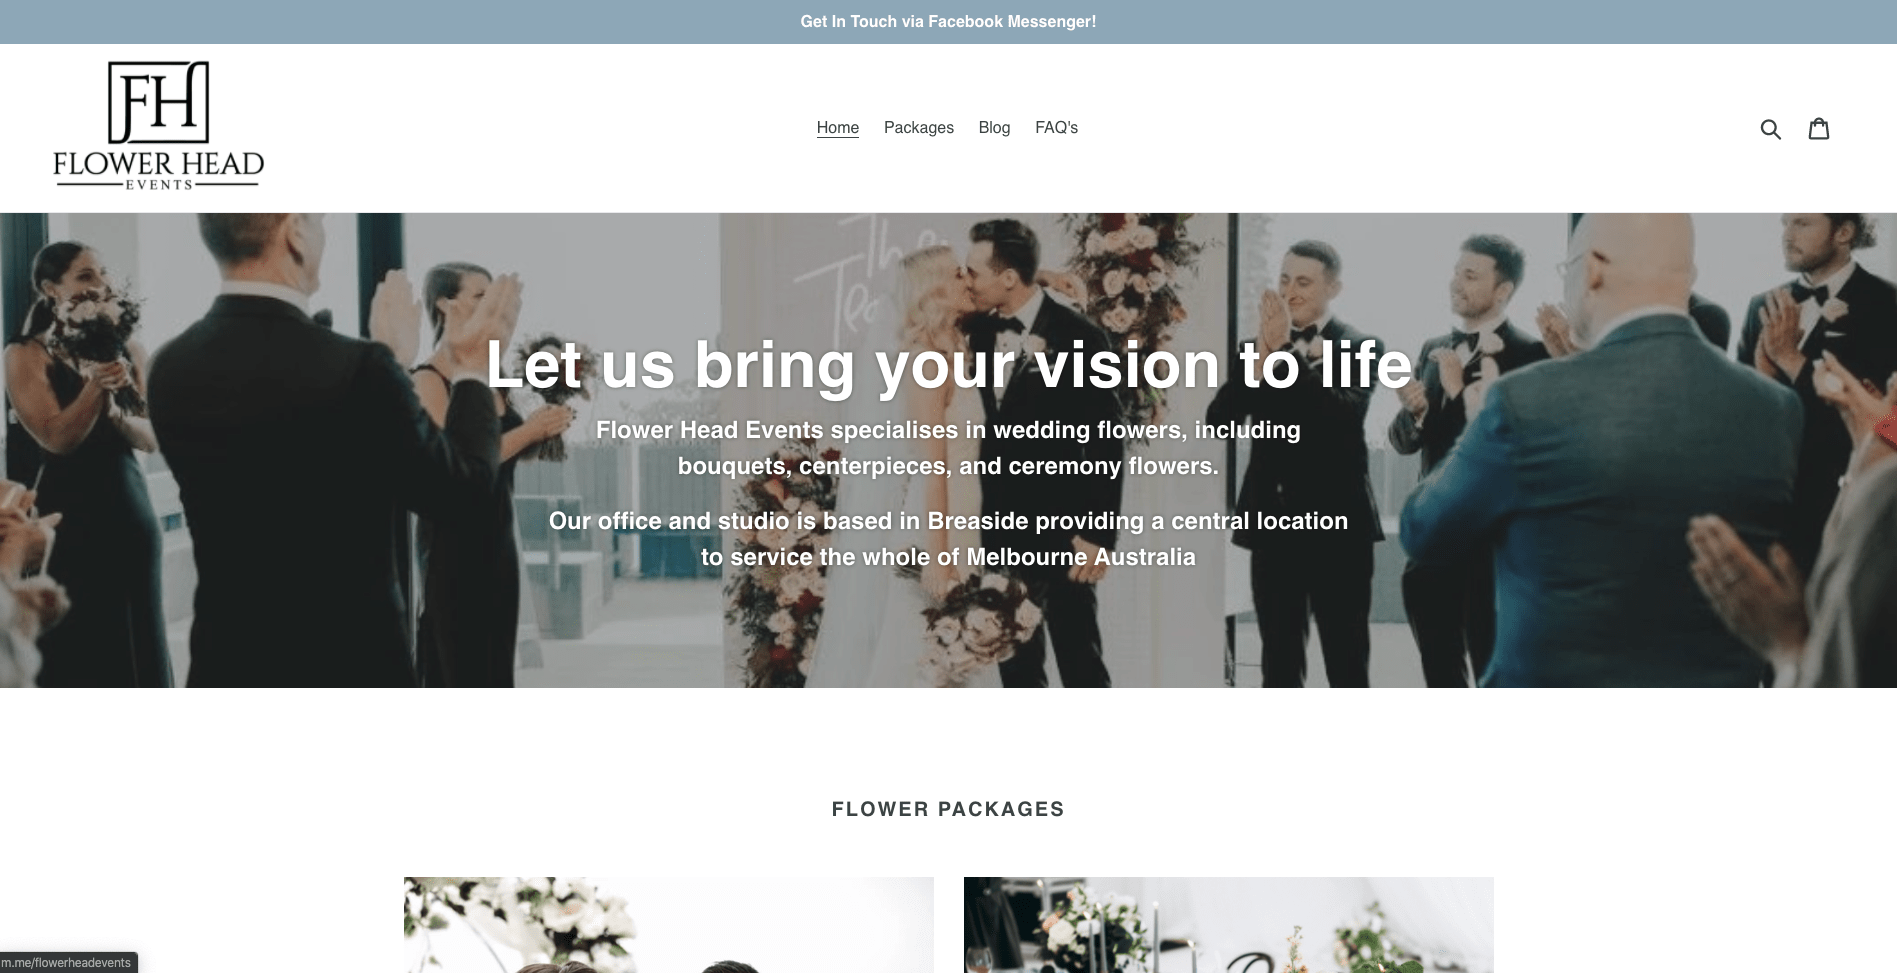 Get In Touch via Facebook Messenger!
FH
FLOWER HEAD
EVENTS
Home Packages Blog FAQ's
The
Let us bring your vision to life
Flower Head Events specialises in wedding flowers, including
bouquets, centerpieces, and ceremony flowers.
Our office and studio is based in Breaside providing a central location
to service the whole of Melbourne Australia
FLOWER PACKAGES
m.me/flowerheadevents